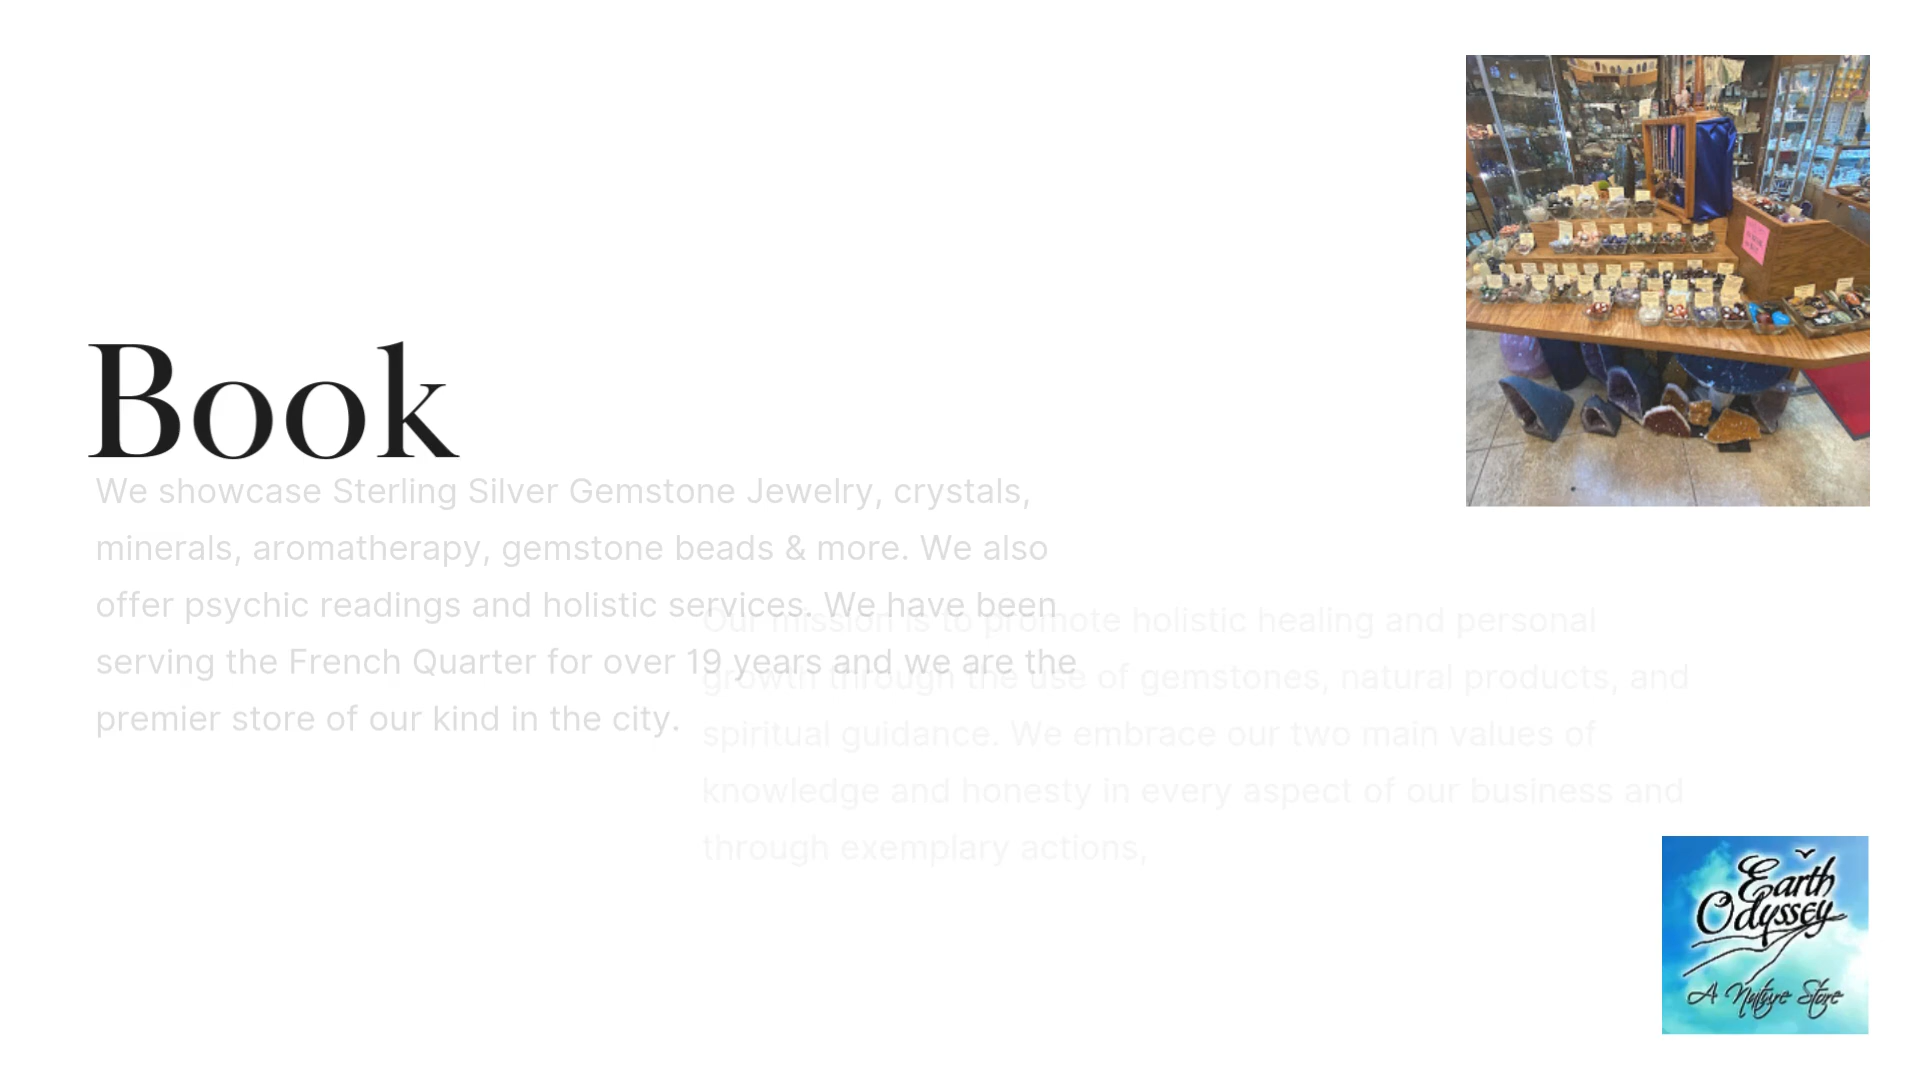 Book
We showcase Sterling Silver Gemstone Jewelry, crystals,
minerals, aromatherapy, gemstone beads & more. We also
offer psychic readings and holistic services. We have been
serving the French Quarter for over 19 years and we are the
premier store of our kind in the city.
Our mission is to promote holistic healing and personal
growth through the use of gemstones, natural products, and
spiritual guidance. We embrace our two main values of
knowledge and honesty in every aspect of our business and
through exemplary actions,
Earth
Odyssey
A Nature Store